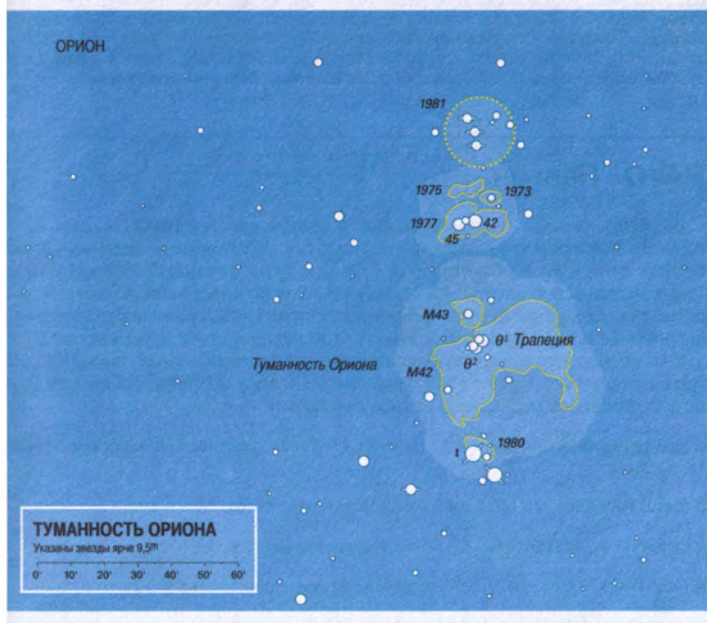 ОРИОН
1981
1975
1973
1977
42
45
M43
θ¹ Трапеция
θ²
Туманность Ориона
M42
1980
ι
ТУМАННОСТЬ ОРИОНА
Указаны звезды ярче 9,5ᵐ
0' 10' 20' 30' 40' 50' 60'